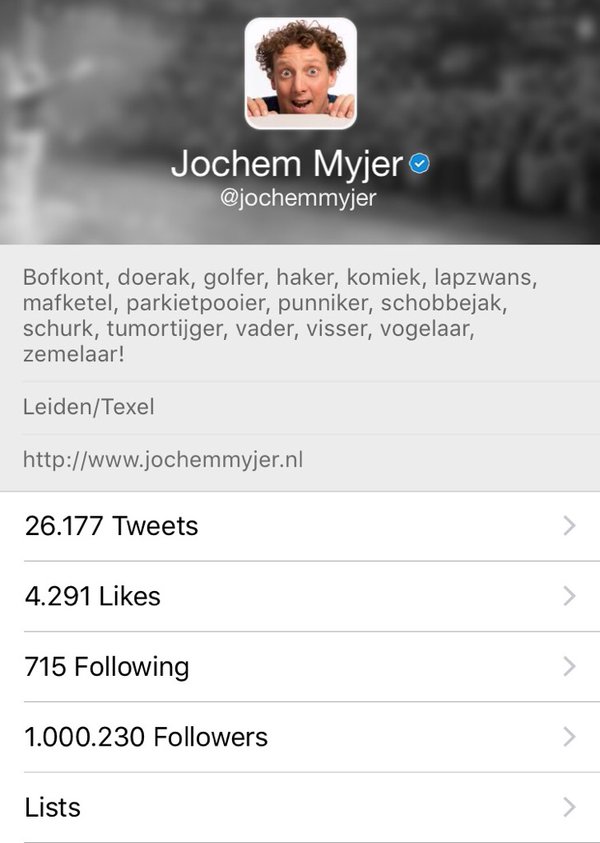 Jochem Myjer
@jochemmyjer
Bofkont, doerak, golfer, haker, komiek, lapzwans,
mafketel, parkietpooier, punniker, schobbejak,
schurk, tumortijger, vader, visser, vogelaar,
zemelaar!
Leiden/Texel
http://www.jochemmyjer.nl
26.177 Tweets
4.291 Likes
715 Following
1.000.230 Followers
Lists